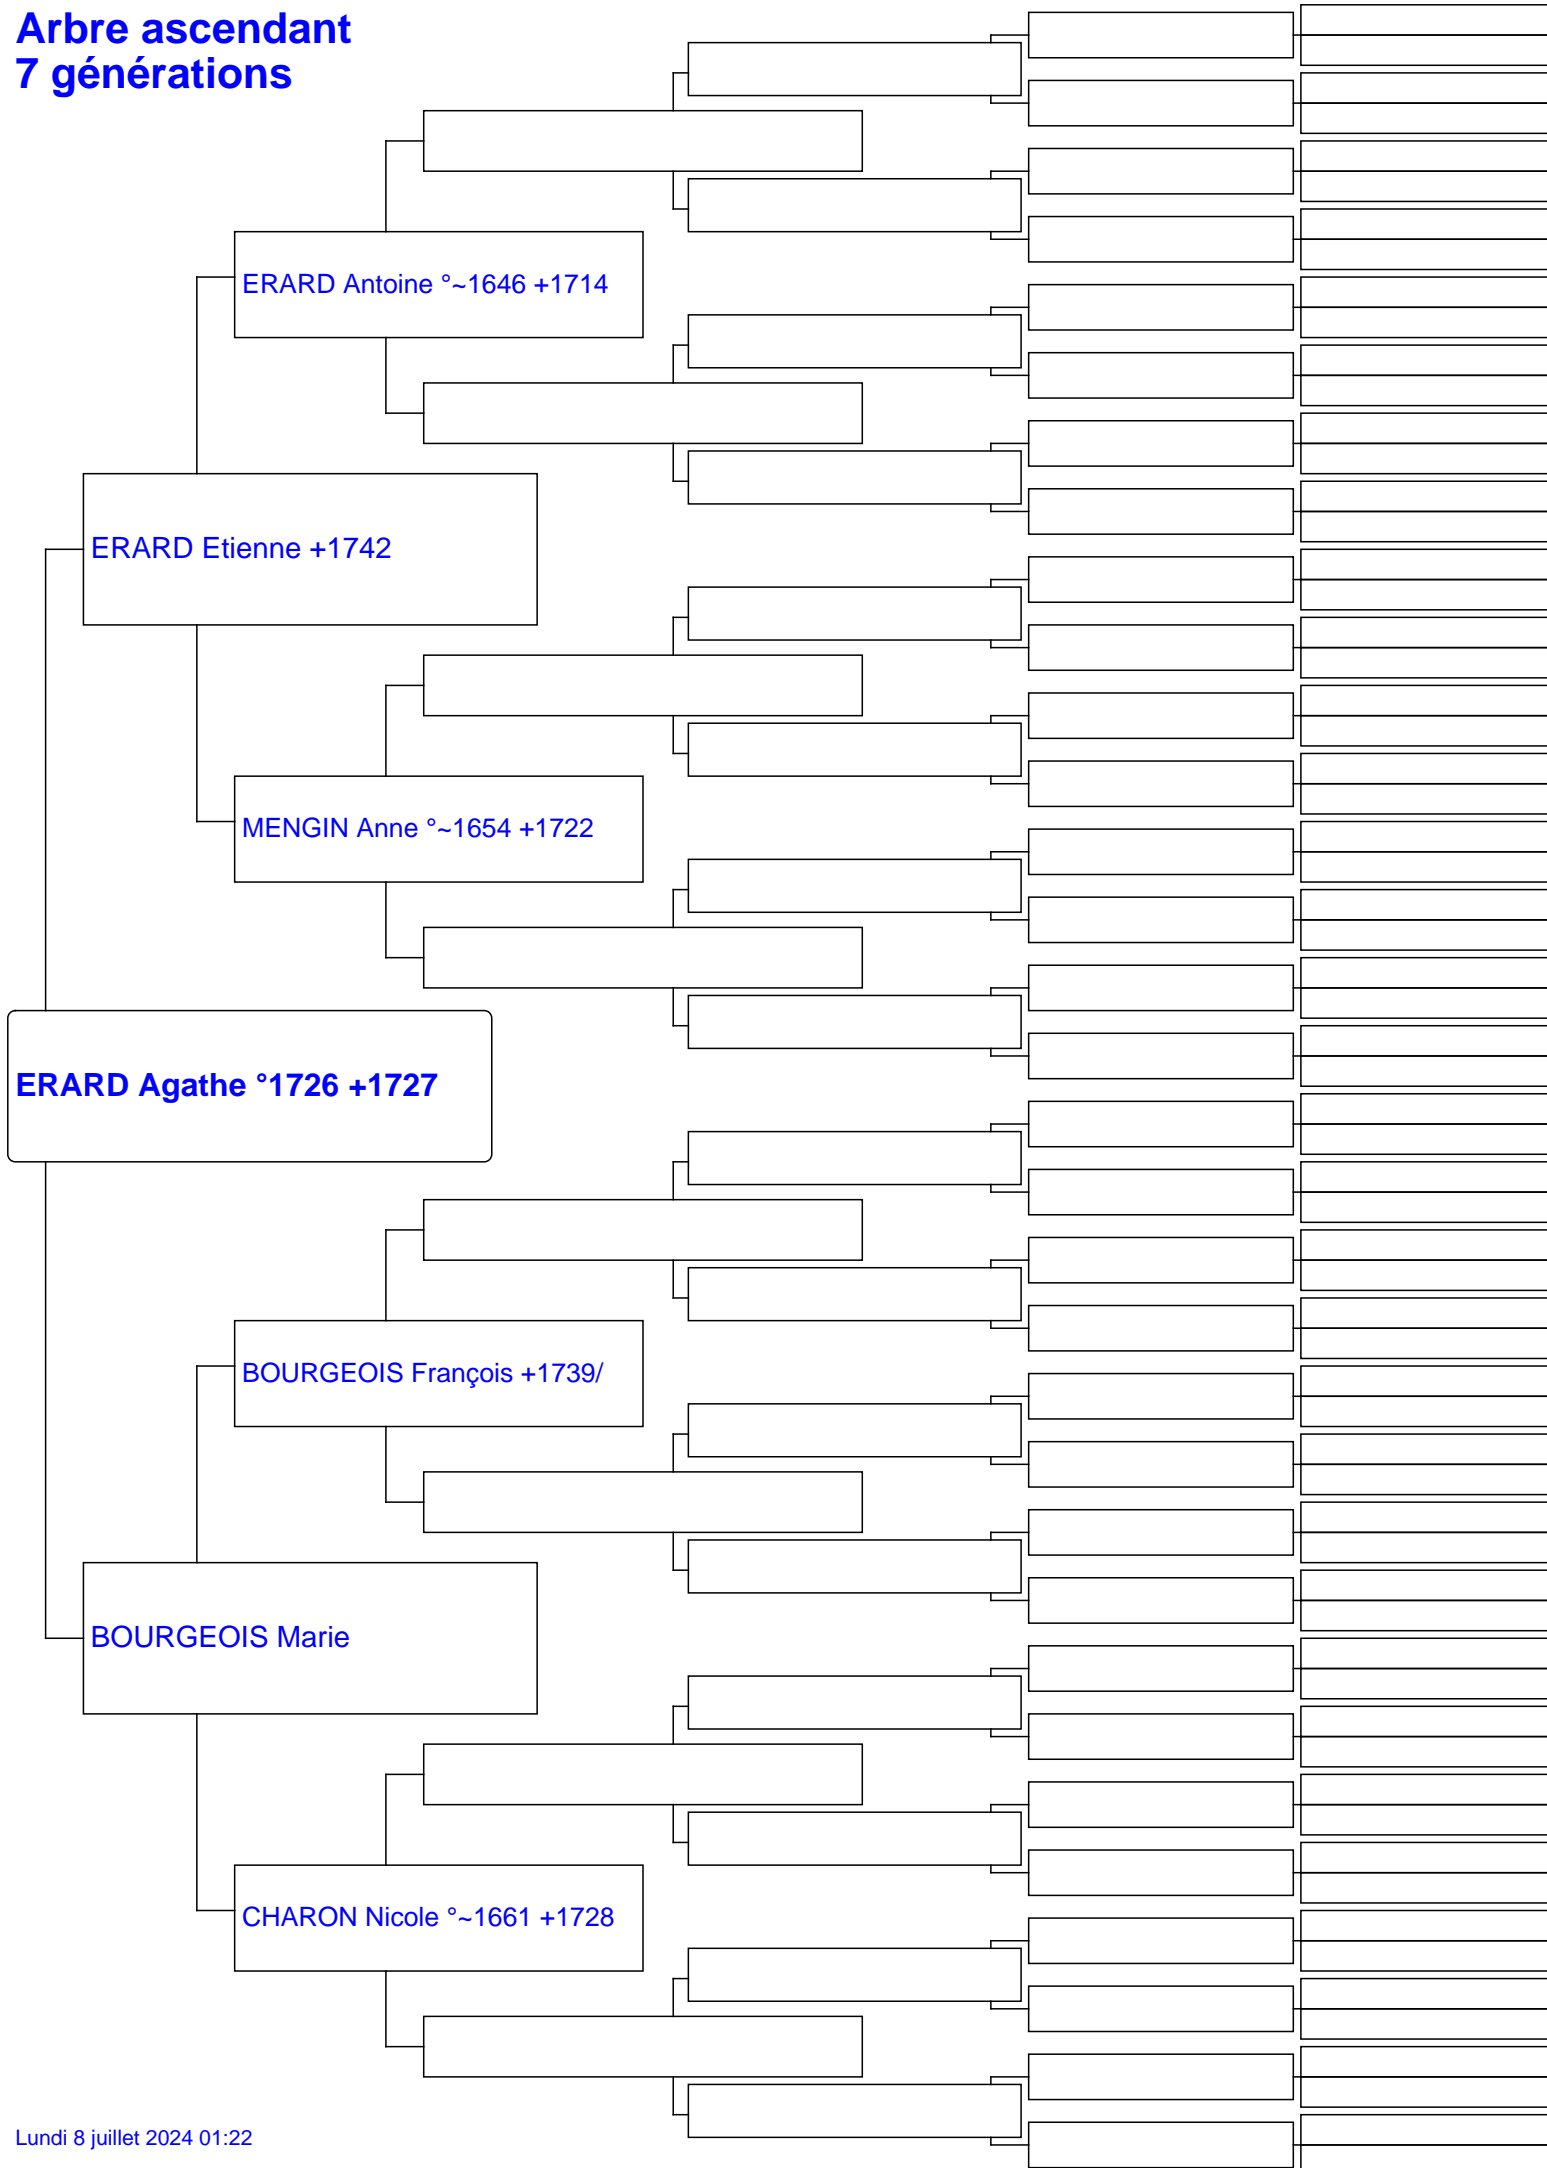 Arbre ascendant
7 générations
ERARD Antoine °~1646 +1714
ERARD Etienne +1742
MENGIN Anne °~1654 +1722
ERARD Agathe °1726 +1727
BOURGEOIS François +1739/
BOURGEOIS Marie
CHARON Nicole °~1661 +1728
Lundi 8 juillet 2024 01:22